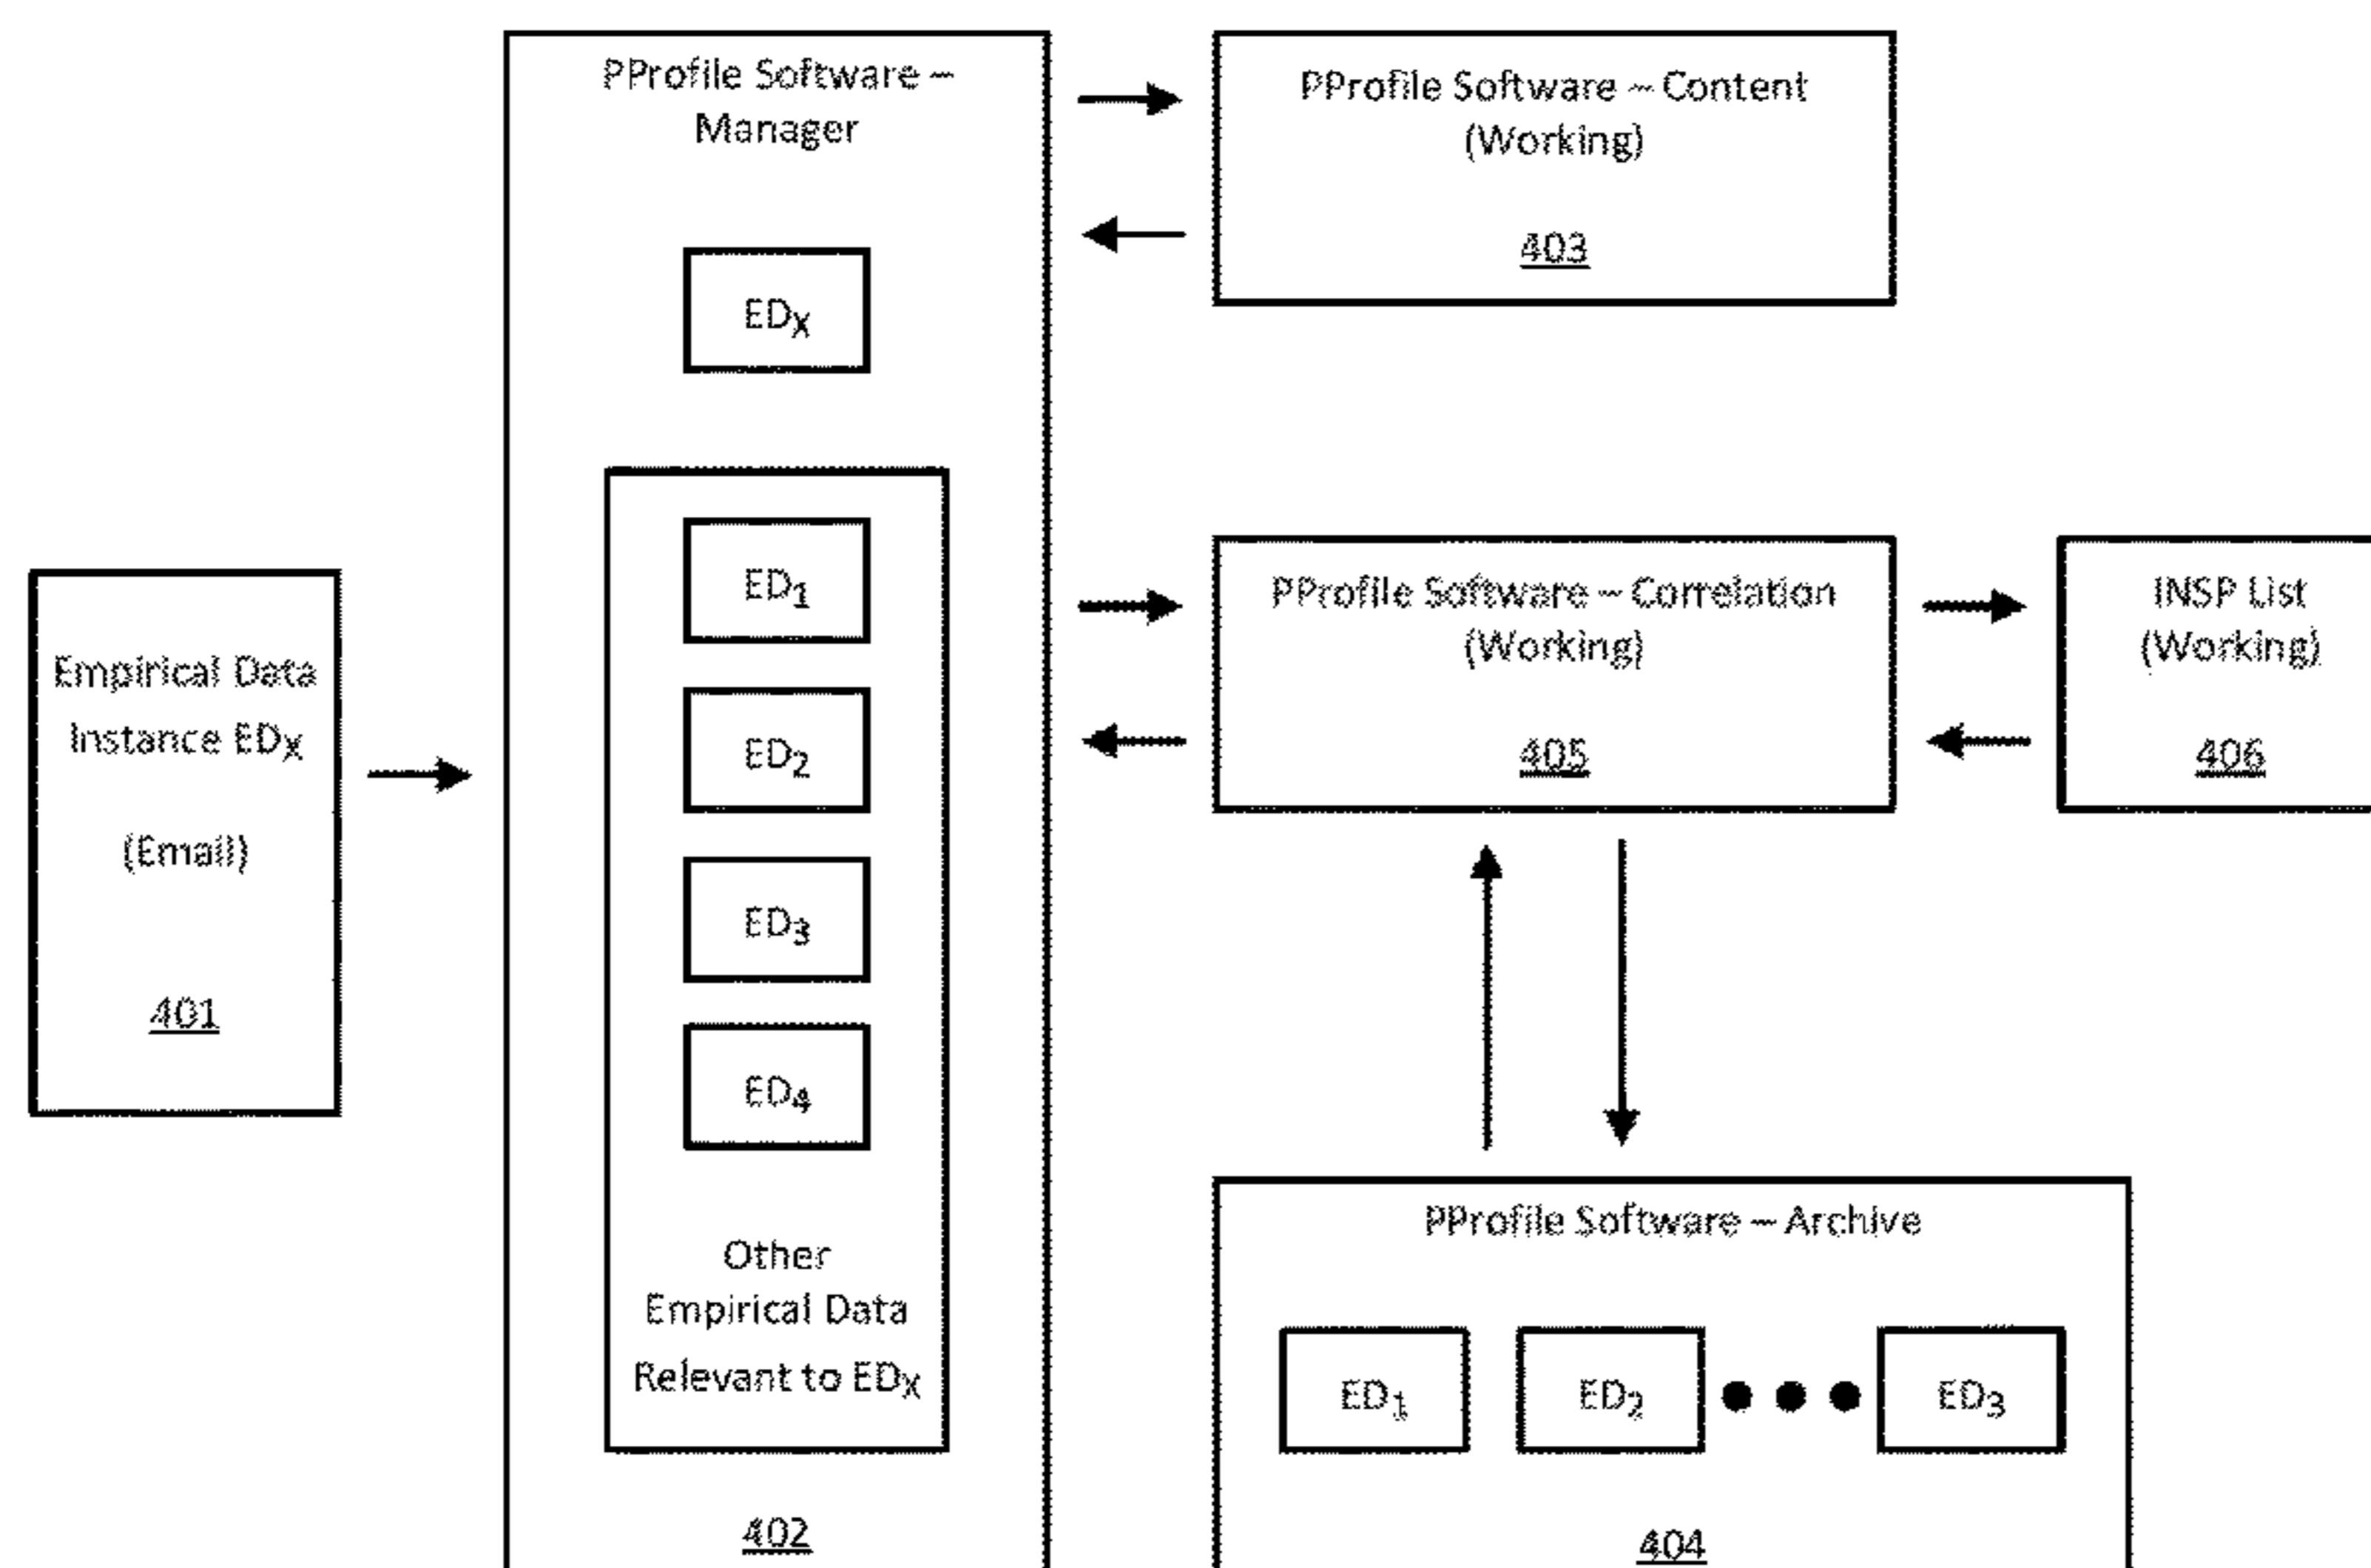 Empirical Data
Instance EDX
(Email)
401
PProfile Software –
Manager
EDX
ED1
ED2
ED3
ED4
Other
Empirical Data
Relevant to EDX
402
PProfile Software – Content
(Working)
403
PProfile Software – Correlation
(Working)
405
INSP List
(Working)
406
PProfile Software – Archive
ED1
ED2
ED3
404